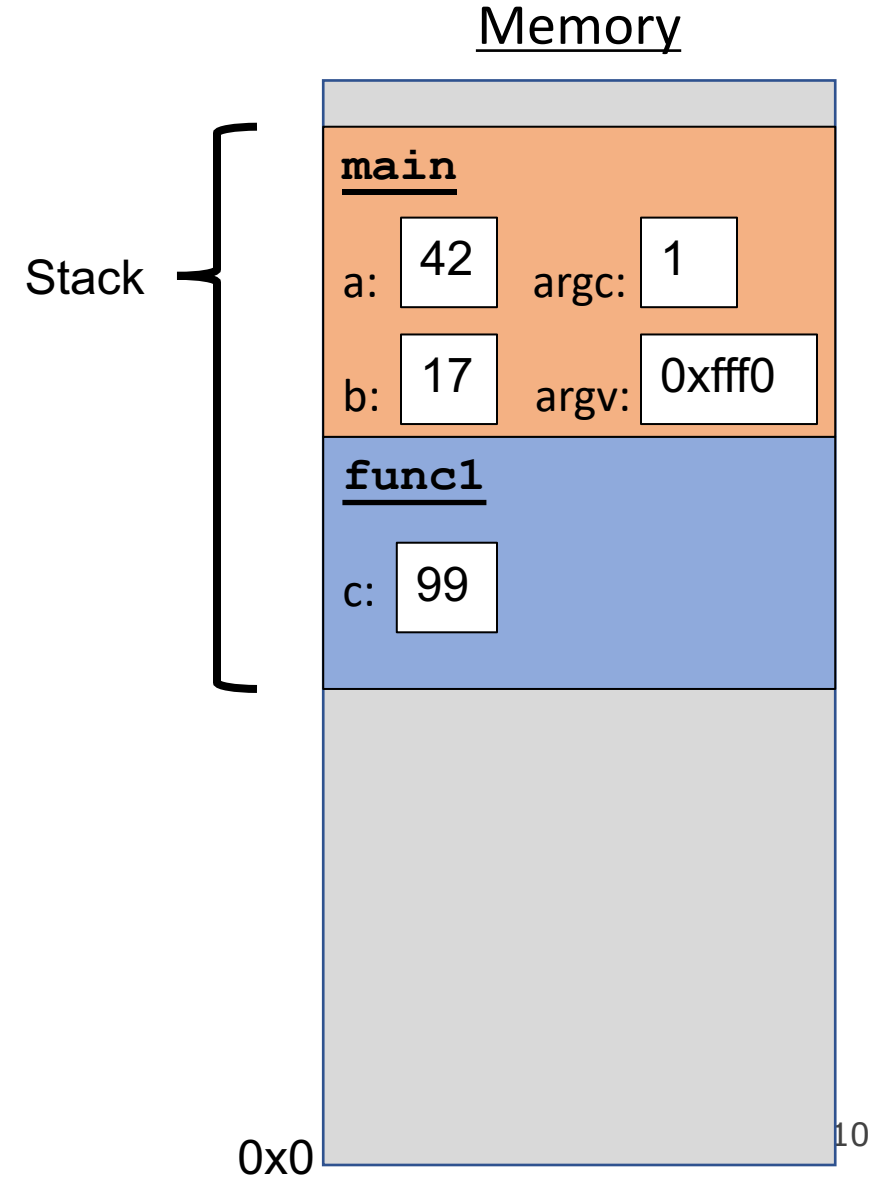 Memory
main
Stack
a: 42 argc: 1
b: 17 argv: 0xfff0
func1
c: 99
10
0x0